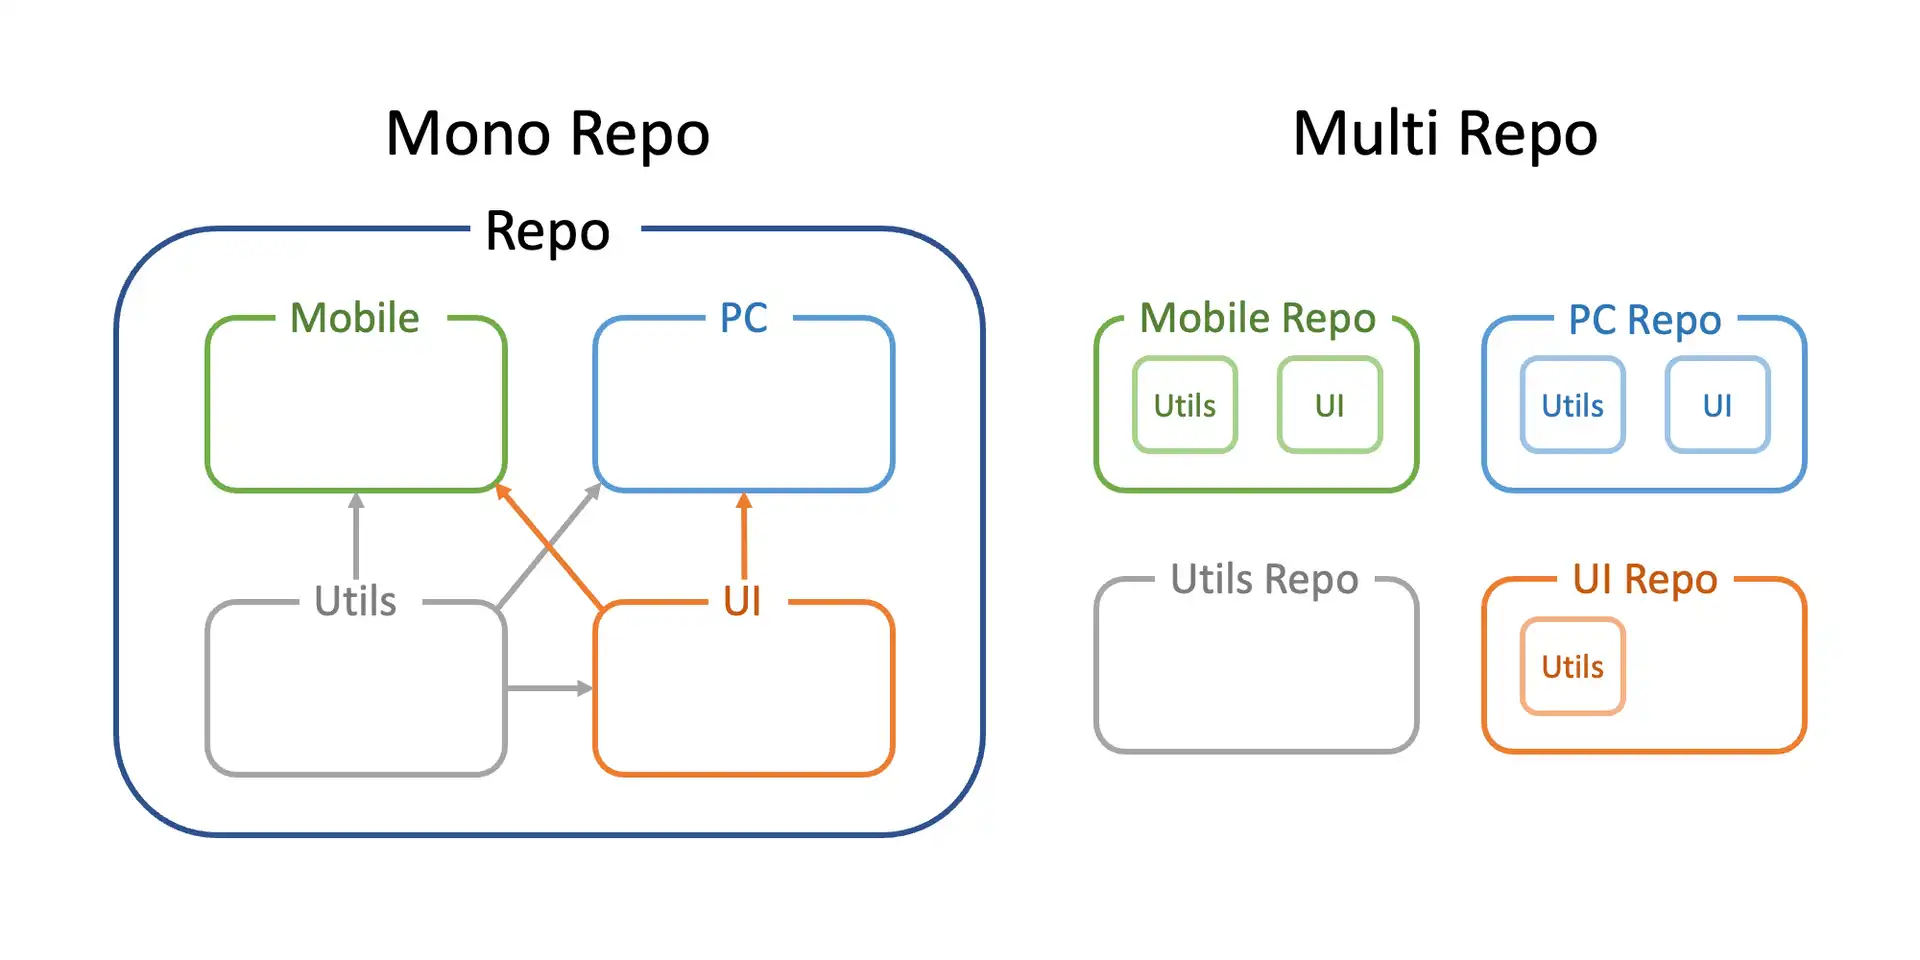 Mono Repo
Repo
Mobile
PC
Utils
UI
Multi Repo
Mobile Repo
Utils
UI
PC Repo
Utils
UI
Utils Repo
UI Repo
Utils